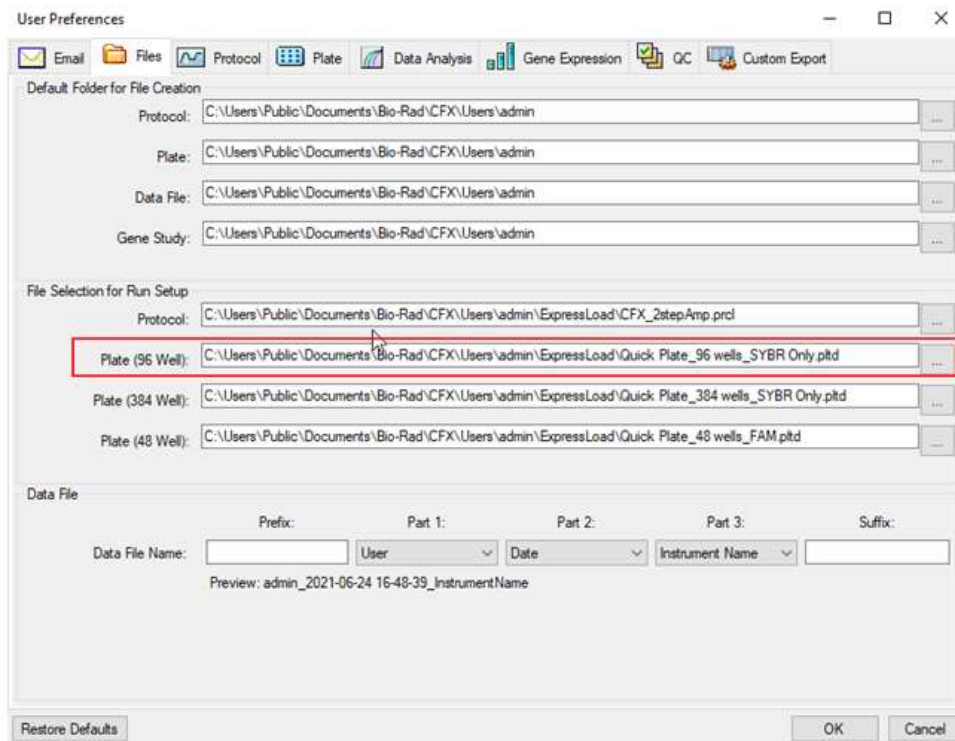 User Preferences
Email Files Protocol Plate Data Analysis Gene Expression QC Custom Export
Default Folder for File Creation
Protocol: C:\Users\Public\Documents\Bio-Rad\CFX\Users\admin ...
Plate: C:\Users\Public\Documents\Bio-Rad\CFX\Users\admin ...
Data File: C:\Users\Public\Documents\Bio-Rad\CFX\Users\admin ...
Gene Study: C:\Users\Public\Documents\Bio-Rad\CFX\Users\admin ...
File Selection for Run Setup
Protocol: C:\Users\Public\Documents\Bio-Rad\CFX\Users\admin\ExpressLoad\CFX_2stepAmp.prcl ...
Plate (96 Well): C:\Users\Public\Documents\Bio-Rad\CFX\Users\admin\ExpressLoad\Quick Plate_96 wells_SYBR Only.pltd ...
Plate (384 Well): C:\Users\Public\Documents\Bio-Rad\CFX\Users\admin\ExpressLoad\Quick Plate_384 wells_SYBR Only.pltd ...
Plate (48 Well): C:\Users\Public\Documents\Bio-Rad\CFX\Users\admin\ExpressLoad\Quick Plate_48 wells_FAM.pltd ...
Data File
Prefix: Part 1: Part 2: Part 3: Suffix:
Data File Name: User Date Instrument Name
Preview: admin_2021-06-24 16-48-39_InstrumentName
Restore Defaults OK Cancel